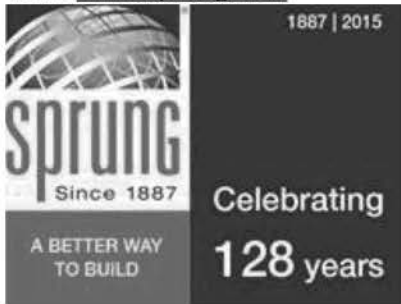 sprung
Since 1887
A BETTER WAY
TO BUILD
1887 | 2015
Celebrating
128 years